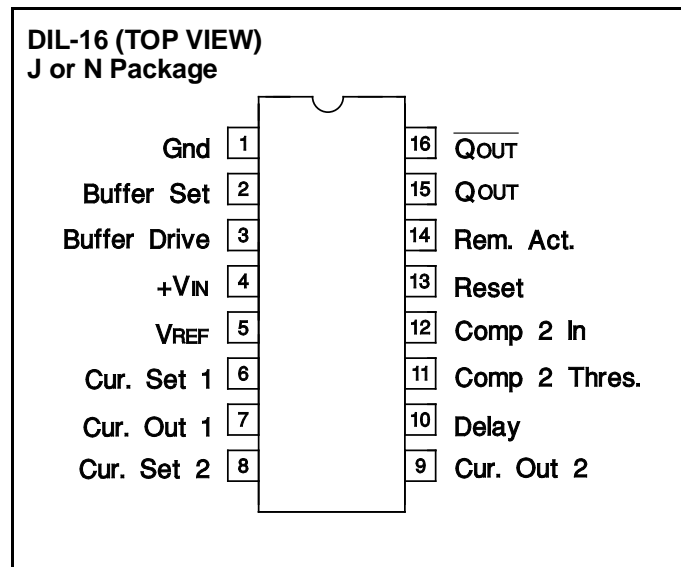 DIL-16 (TOP VIEW)
J or N Package
Gnd 1 16 Q̅O̅U̅T̅
Buffer Set 2 15 QOUT
Buffer Drive 3 14 Rem. Act.
+VIN 4 13 Reset
VREF 5 12 Comp 2 In
Cur. Set 1 6 11 Comp 2 Thres.
Cur. Out 1 7 10 Delay
Cur. Set 2 8 9 Cur. Out 2